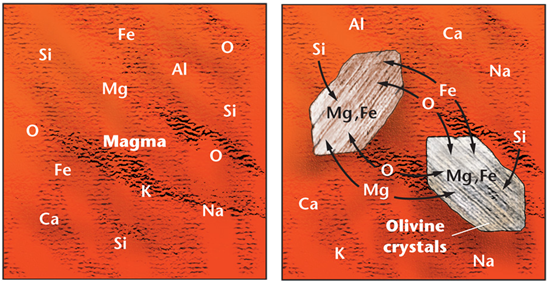 Fe
O
Si
Al
Mg
Si
O
Magma
O
Fe
K
Na
Ca
Si
Al
Ca
Si
Na
Fe
Mg,Fe
O
Si
O
Mg,Fe
Mg
Ca
Olivine
crystals
K
Na